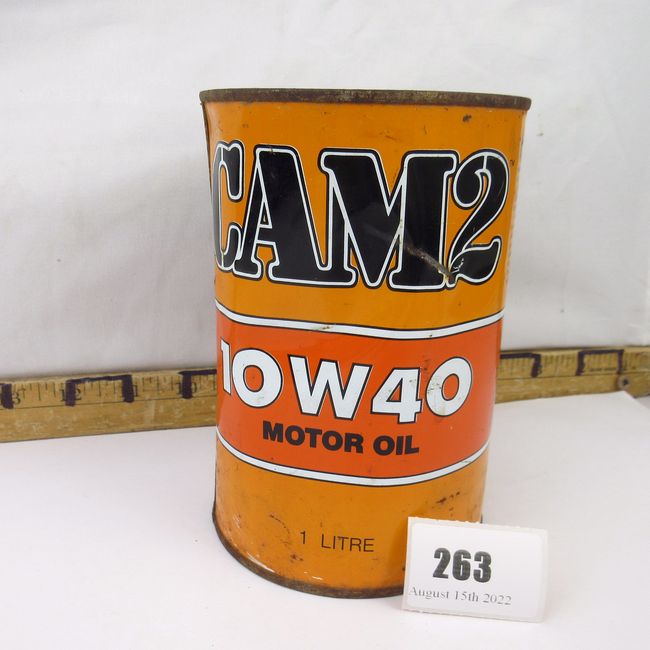 CAM2
10W40
MOTOR OIL
1 LITRE
263
August 15th 2022